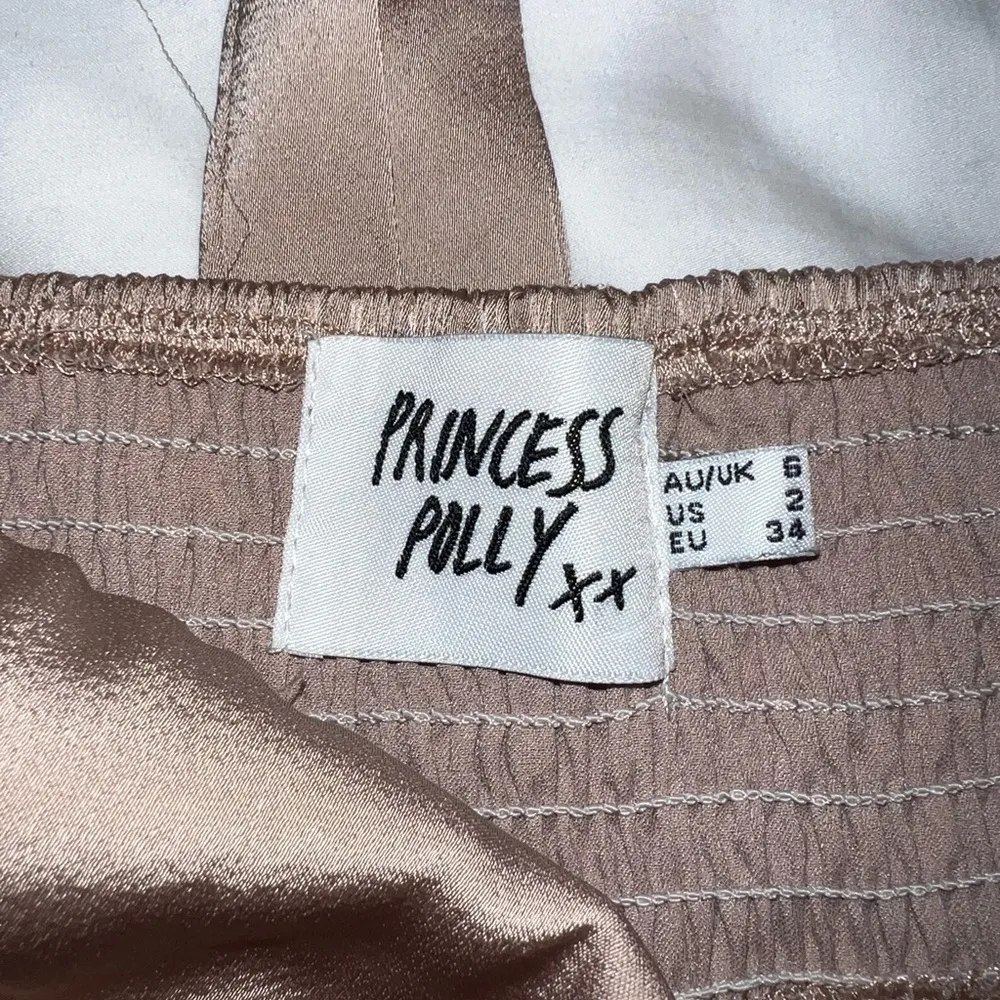 PRINCESS
POLLY
xx
AU/UK 6
US 2
EU 34